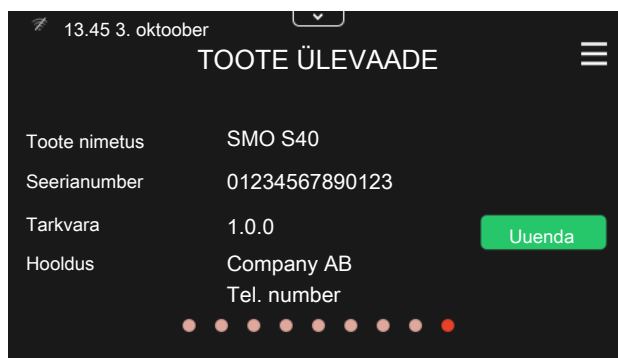 13.45 3. oktoober
TOOTE ÜLEVAADE
Toote nimetus SMO S40
Seerianumber 01234567890123
Tarkvara 1.0.0 Uuenda
Hooldus Company AB
Tel. number